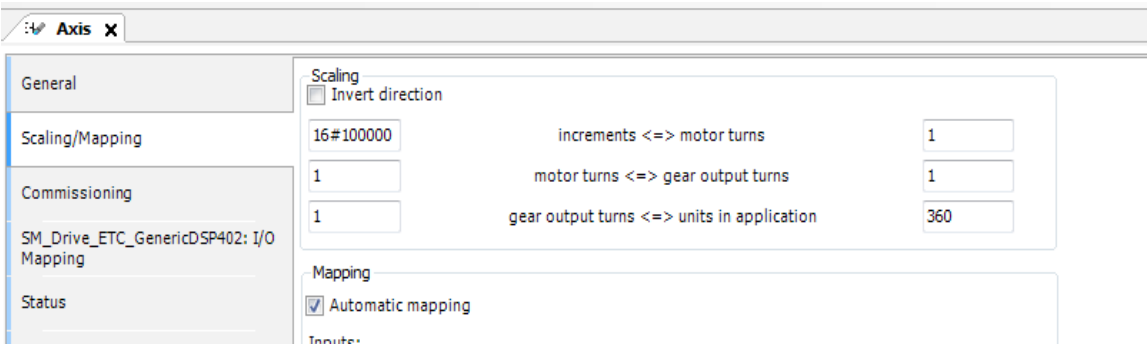 Axis X
General
Scaling/Mapping
Commissioning
SM_Drive_ETC_GenericDSP402: I/O
Mapping
Status
Scaling
Invert direction
16#100000 increments <=> motor turns 1
1 motor turns <=> gear output turns 1
1 gear output turns <=> units in application 360
Mapping
Automatic mapping
Inputs: